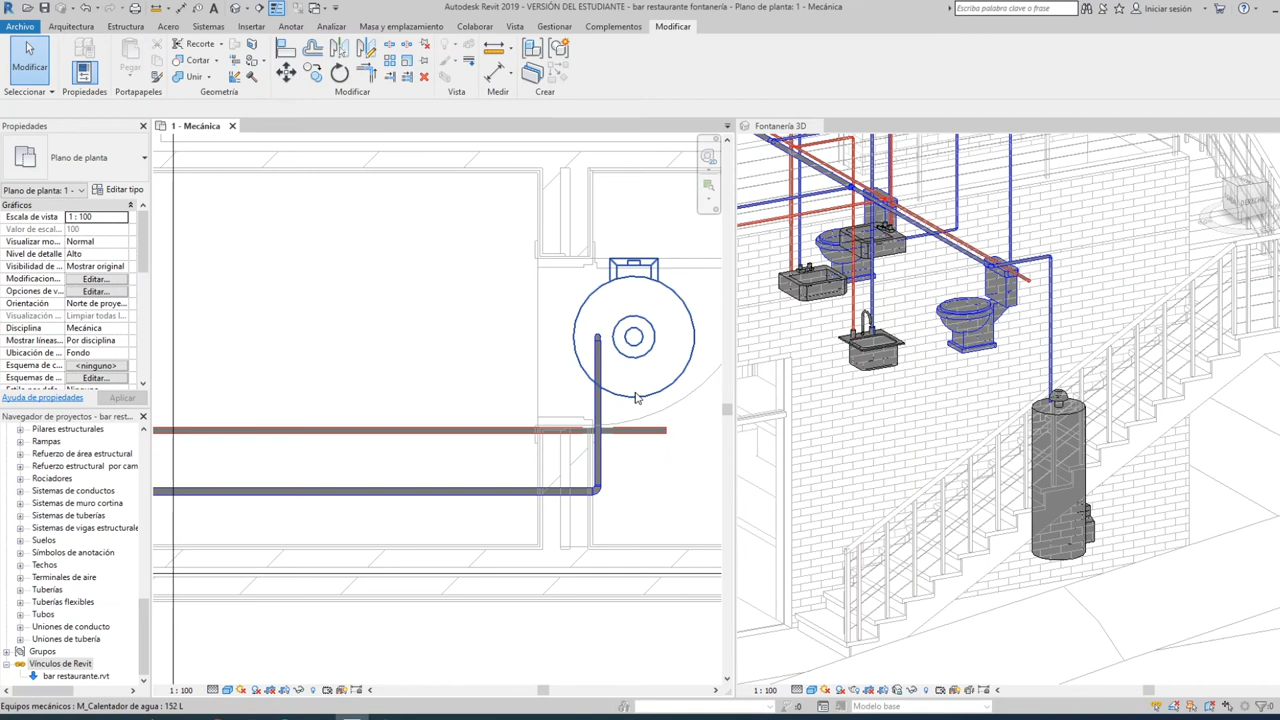 Autodesk Revit 2019 - VERSIÓN DEL ESTUDIANTE - bar restaurante fontanería - Plano de planta: 1 - Mecánica
Escriba palabra clave o frase
Iniciar sesión
Archivo Arquitectura Estructura Acero Sistemas Insertar Anotar Analizar Masa y emplazamiento Colaborar Vista Gestionar Complementos Modificar
Modificar
Propiedades
Pegar
Recorte
Cortar
Unir
Seleccionar Propiedades Portapapeles Geometría Modificar Vista Medir Crear
Propiedades
1 - Mecánica
Fontanería 3D
Plano de planta
Plano de planta: 1 - Editar tipo
Gráficos
Escala de vista 1 : 100
Valor de escal... 100
Visualizar mo... Normal
Nivel de detalle Alto
Visibilidad de ... Mostrar original
Modificacion... Editar...
Opciones de v... Editar...
Orientación Norte de proye...
Visualización ... Limpiar todas l...
Disciplina Mecánica
Mostrar líneas... Por disciplina
Ubicación de ... Fondo
Esquema de c... <ninguno>
Esquemas de ... Editar...
Ayuda de propiedades Aplicar
Navegador de proyectos - bar rest...
Pilares estructurales
Rampas
Refuerzo de área estructural
Refuerzo estructural por cam
Rociadores
Sistemas de conductos
Sistemas de muro cortina
Sistemas de tuberías
Sistemas de vigas estructurale
Suelos
Símbolos de anotación
Techos
Terminales de aire
Tuberías
Tuberías flexibles
Tubos
Uniones de conducto
Uniones de tubería
Grupos
Vínculos de Revit
bar restaurante.rvt
1 : 100
1 : 100
Equipos mecánicos : M_Calentador de agua : 152 L
:0
Modelo base
:0